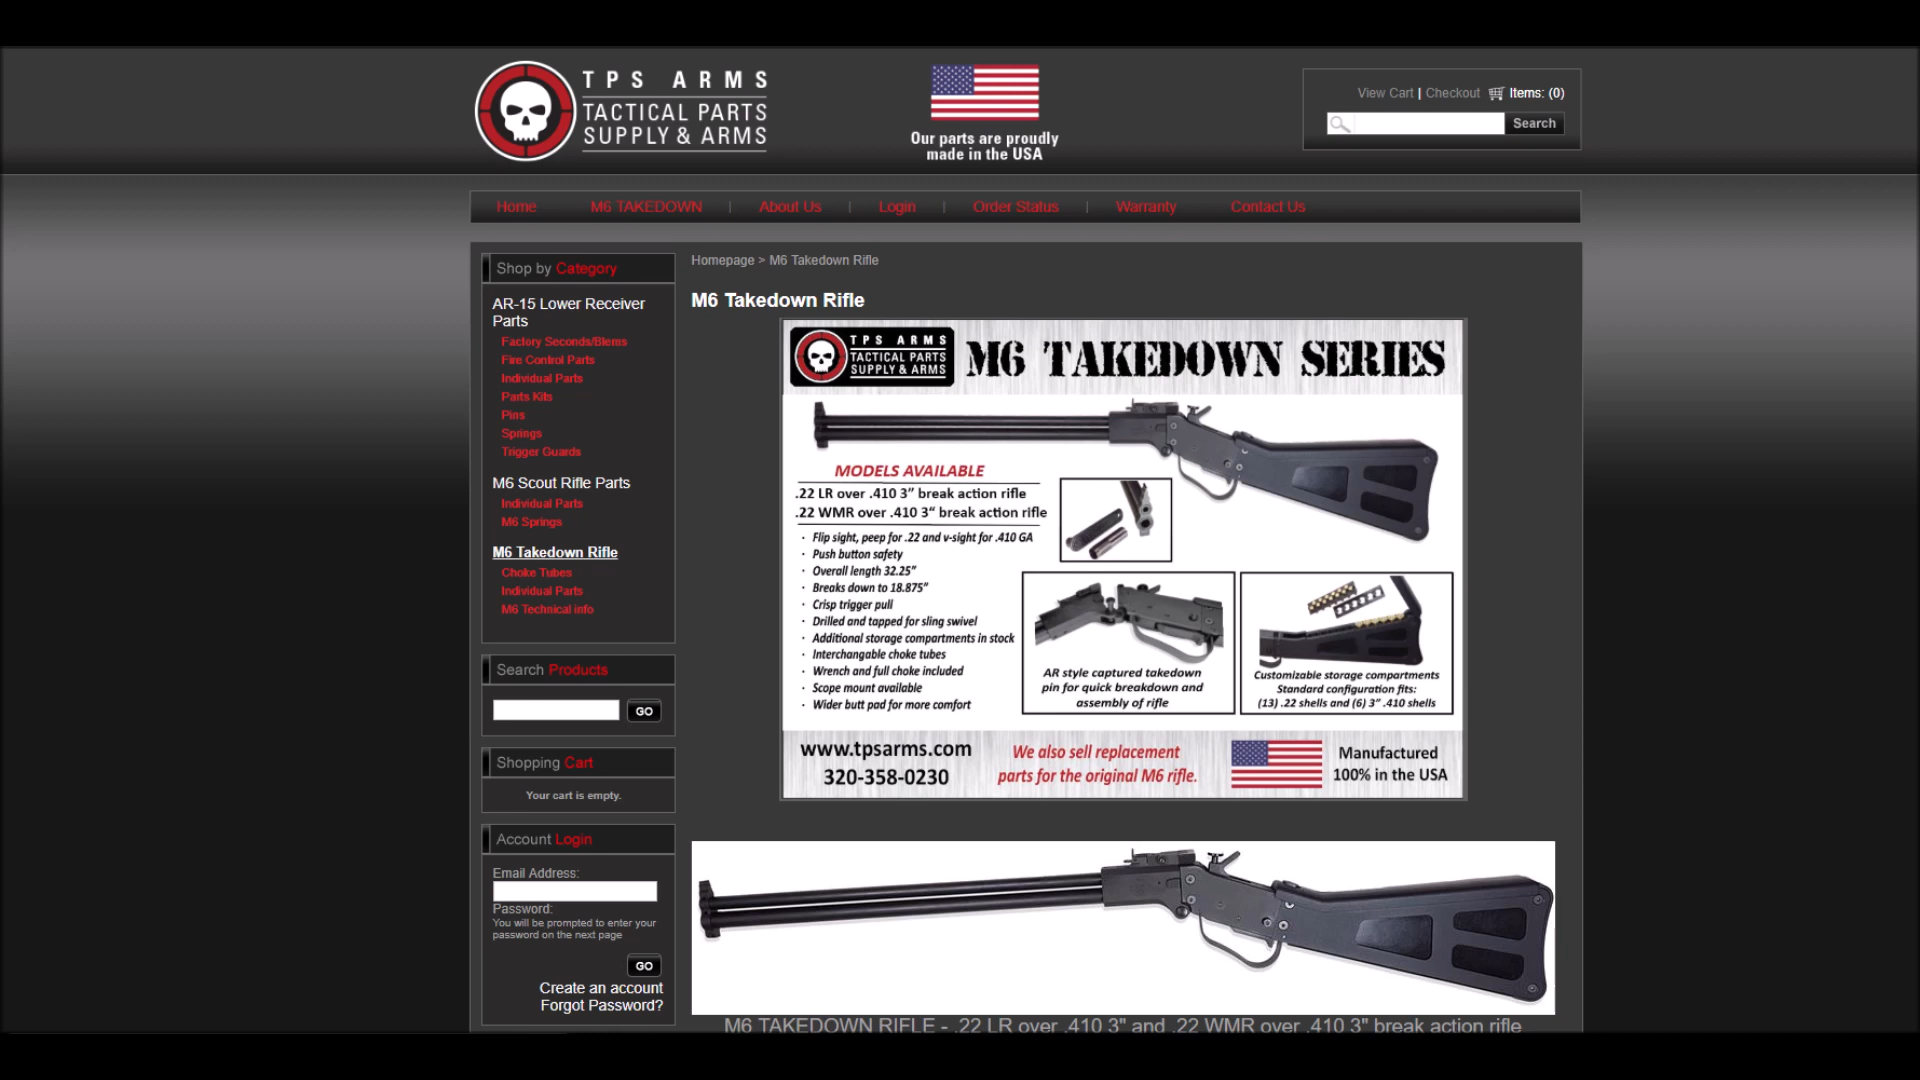 TPS ARMS
TACTICAL PARTS
SUPPLY & ARMS
Our parts are proudly
made in the USA
View Cart | Checkout Items: (0)
Search
Home M6 TAKEDOWN | About Us | Login | Order Status | Warranty Contact Us
Shop by Category
AR-15 Lower Receiver
Parts
Factory Seconds/Blems
Fire Control Parts
Individual Parts
Parts Kits
Pins
Springs
Trigger Guards
M6 Scout Rifle Parts
Individual Parts
M6 Springs
M6 Takedown Rifle
Choke Tubes
Individual Parts
M6 Technical info
Search Products
GO
Shopping Cart
Your cart is empty.
Account Login
Email Address:
Password:
You will be prompted to enter your
password on the next page
GO
Create an account
Forgot Password?
Homepage > M6 Takedown Rifle
M6 Takedown Rifle
TPS ARMS
TACTICAL PARTS
SUPPLY & ARMS
M6 TAKEDOWN SERIES
MODELS AVAILABLE
.22 LR over .410 3” break action rifle
.22 WMR over .410 3“ break action rifle
· Flip sight, peep for .22 and v-sight for .410 GA
· Push button safety
· Overall length 32.25”
· Breaks down to 18.875”
· Crisp trigger pull
· Drilled and tapped for sling swivel
· Additional storage compartments in stock
· Interchangable choke tubes
· Wrench and full choke included
· Scope mount available
· Wider butt pad for more comfort
AR style captured takedown
pin for quick breakdown and
assembly of rifle
Customizable storage compartments
Standard configuration fits:
(13) .22 shells and (6) 3” .410 shells
www.tpsarms.com
320-358-0230
We also sell replacement
parts for the original M6 rifle.
Manufactured
100% in the USA
M6 TAKEDOWN RIFLE - .22 LR over .410 3" and .22 WMR over .410 3" break action rifle